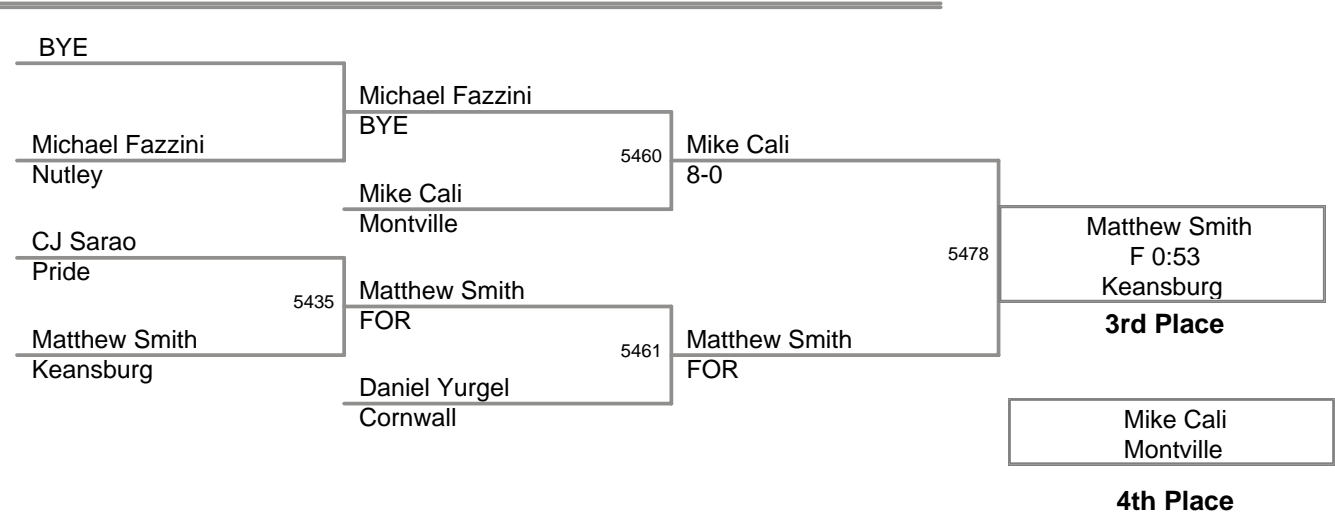 BYE
Michael Fazzini
Nutley
CJ Sarao
Pride
5435
Matthew Smith
Keansburg
Michael Fazzini
BYE
5460
Mike Cali
Montville
Matthew Smith
FOR
5461
Daniel Yurgel
Cornwall
Mike Cali
8-0
5478
Matthew Smith
FOR
Matthew Smith
F 0:53
Keansburg
3rd Place
Mike Cali
Montville
4th Place